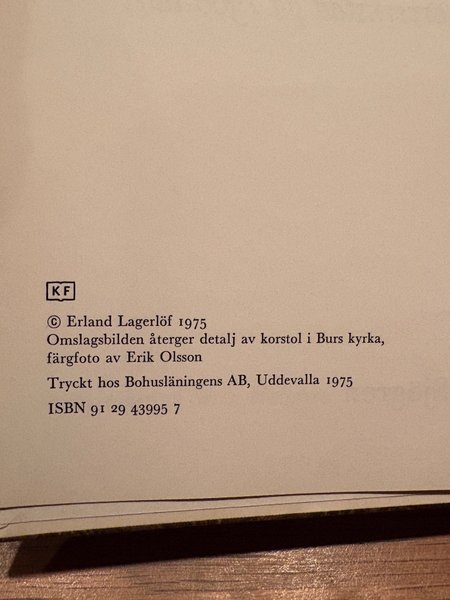 KF
© Erland Lagerlöf 1975
Omslagsbilden återger detalj av korstol i Burs kyrka,
färgfoto av Erik Olsson
Tryckt hos Bohusläningens AB, Uddevalla 1975
ISBN 91 29 43995 7